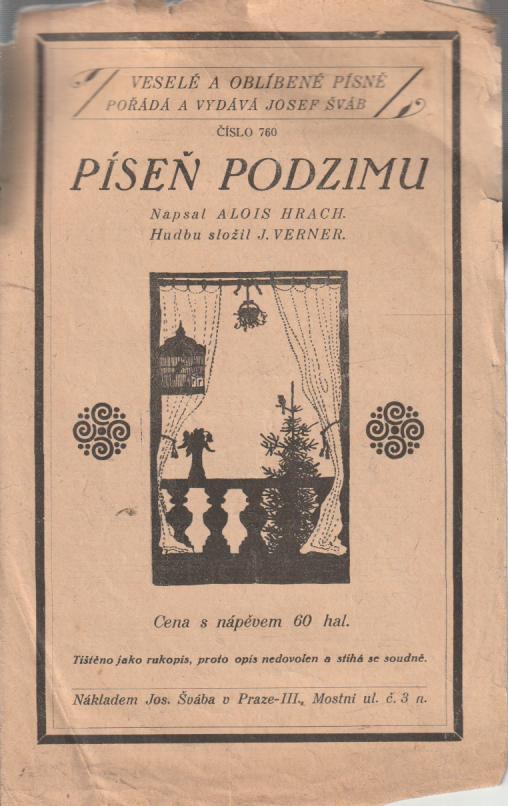 VESELÉ A OBLÍBENÉ PÍSNĚ
POŘÁDÁ A VYDÁVÁ JOSEF ŠVÁB
ČÍSLO 760
PÍSEŇ PODZIMU
Napsal ALOIS HRACH.
Hudbu složil J. VERNER.
Cena s nápěvem 60 hal.
Tištěno jako rukopis, proto opis nedovolen a stíhá se soudně.
Nákladem Jos. Švába v Praze-III., Mostní ul. č. 3 n.